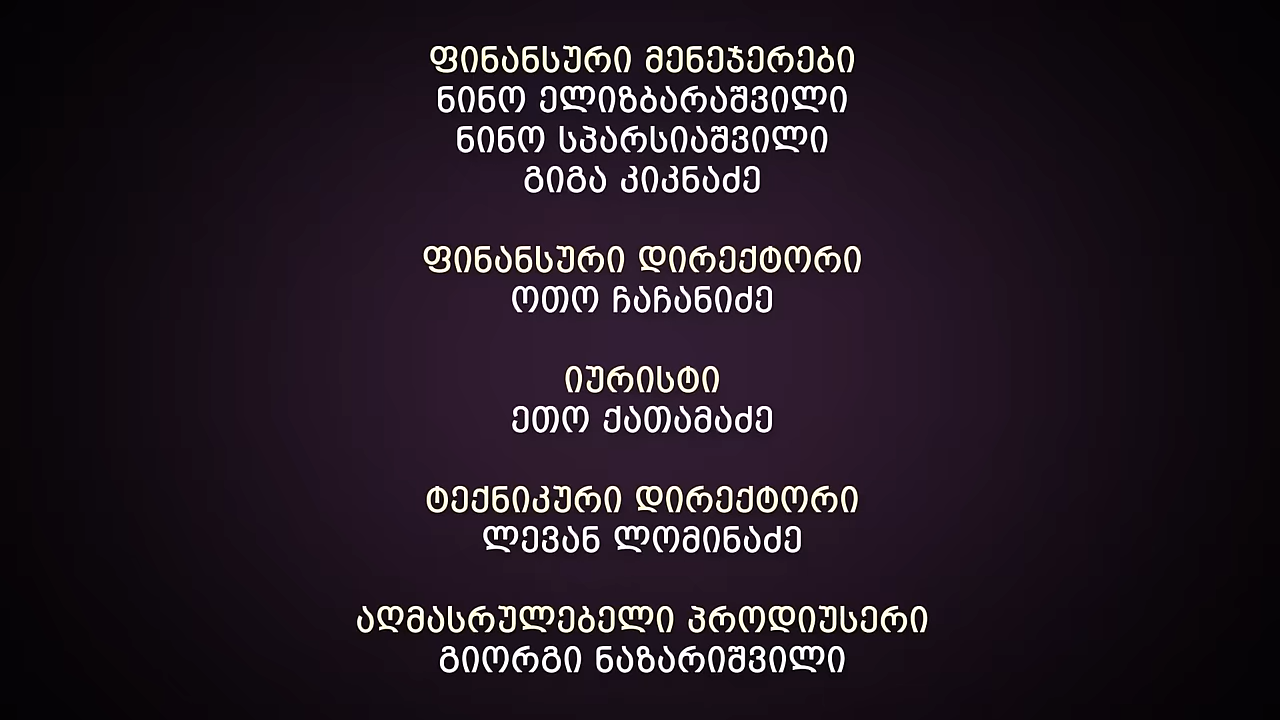 ფინანსური მენეჯერები
ნინო ელიზბარაშვილი
ნინო სპარსიაშვილი
გიგა კიკნაძე
ფინანსური დირექტორი
ოთო ჩაჩანიძე
იურისტი
ეთო ქათამაძე
ტექნიკური დირექტორი
ლევან ლომინაძე
აღმასრულებელი პროდიუსერი
გიორგი ნაზარიშვილი